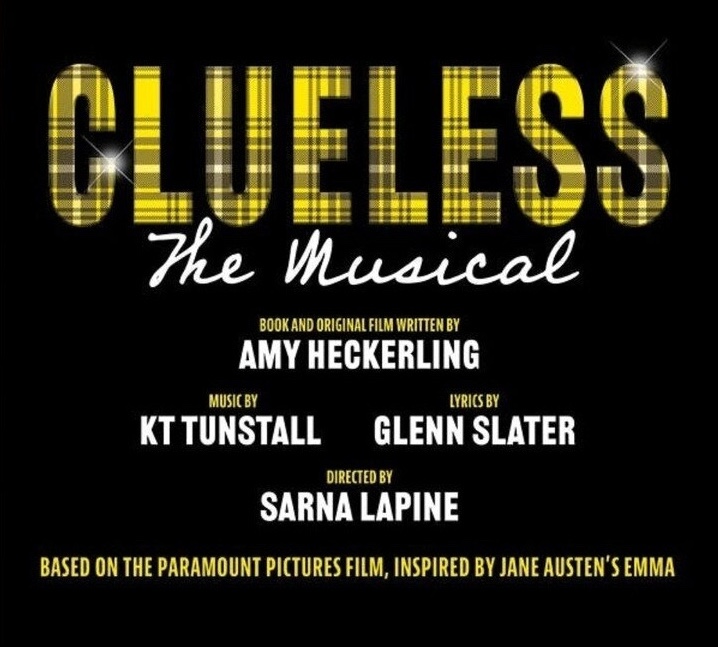 CLUELESS
The Musical
BOOK AND ORIGINAL FILM WRITTEN BY
AMY HECKERLING
MUSIC BY
KT TUNSTALL
LYRICS BY
GLENN SLATER
DIRECTED BY
SARNA LAPINE
BASED ON THE PARAMOUNT PICTURES FILM, INSPIRED BY JANE AUSTEN'S EMMA